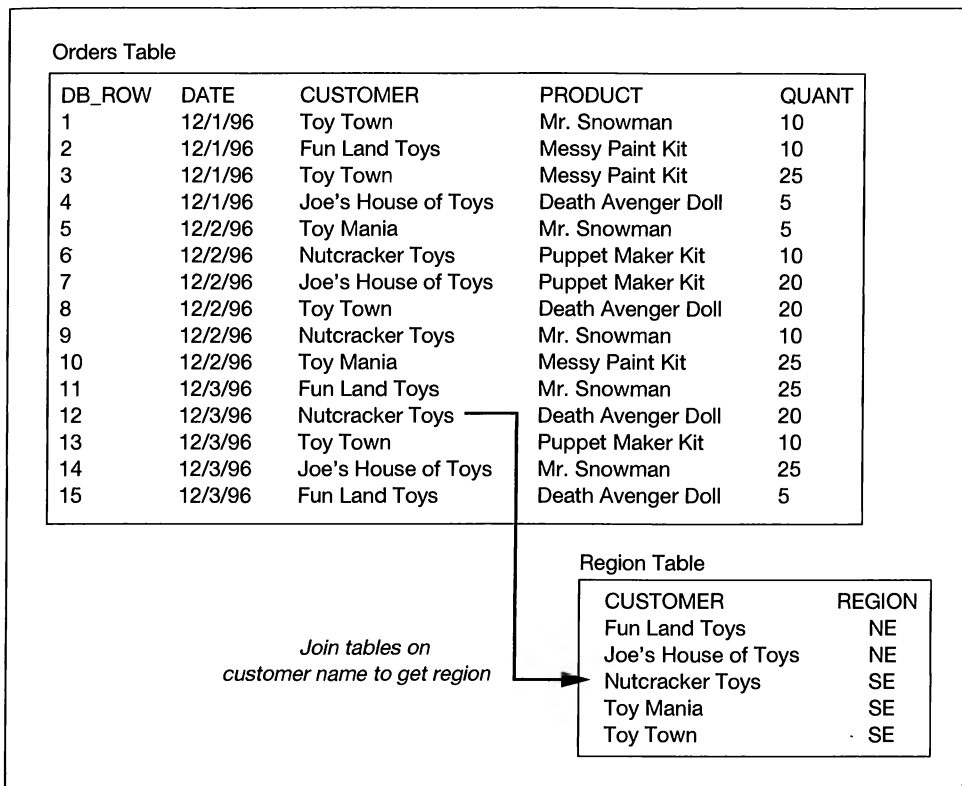 Orders Table
DB_ROW DATE CUSTOMER PRODUCT QUANT
1 12/1/96 Toy Town Mr. Snowman 10
2 12/1/96 Fun Land Toys Messy Paint Kit 10
3 12/1/96 Toy Town Messy Paint Kit 25
4 12/1/96 Joe's House of Toys Death Avenger Doll 5
5 12/2/96 Toy Mania Mr. Snowman 5
6 12/2/96 Nutcracker Toys Puppet Maker Kit 10
7 12/2/96 Joe's House of Toys Puppet Maker Kit 20
8 12/2/96 Toy Town Death Avenger Doll 20
9 12/2/96 Nutcracker Toys Mr. Snowman 10
10 12/2/96 Toy Mania Messy Paint Kit 25
11 12/3/96 Fun Land Toys Mr. Snowman 25
12 12/3/96 Nutcracker Toys Death Avenger Doll 20
13 12/3/96 Toy Town Puppet Maker Kit 10
14 12/3/96 Joe's House of Toys Mr. Snowman 25
15 12/3/96 Fun Land Toys Death Avenger Doll 5
Region Table
CUSTOMER REGION
Fun Land Toys NE
Joe's House of Toys NE
Nutcracker Toys SE
Toy Mania SE
Toy Town SE
Join tables on
customer name to get region